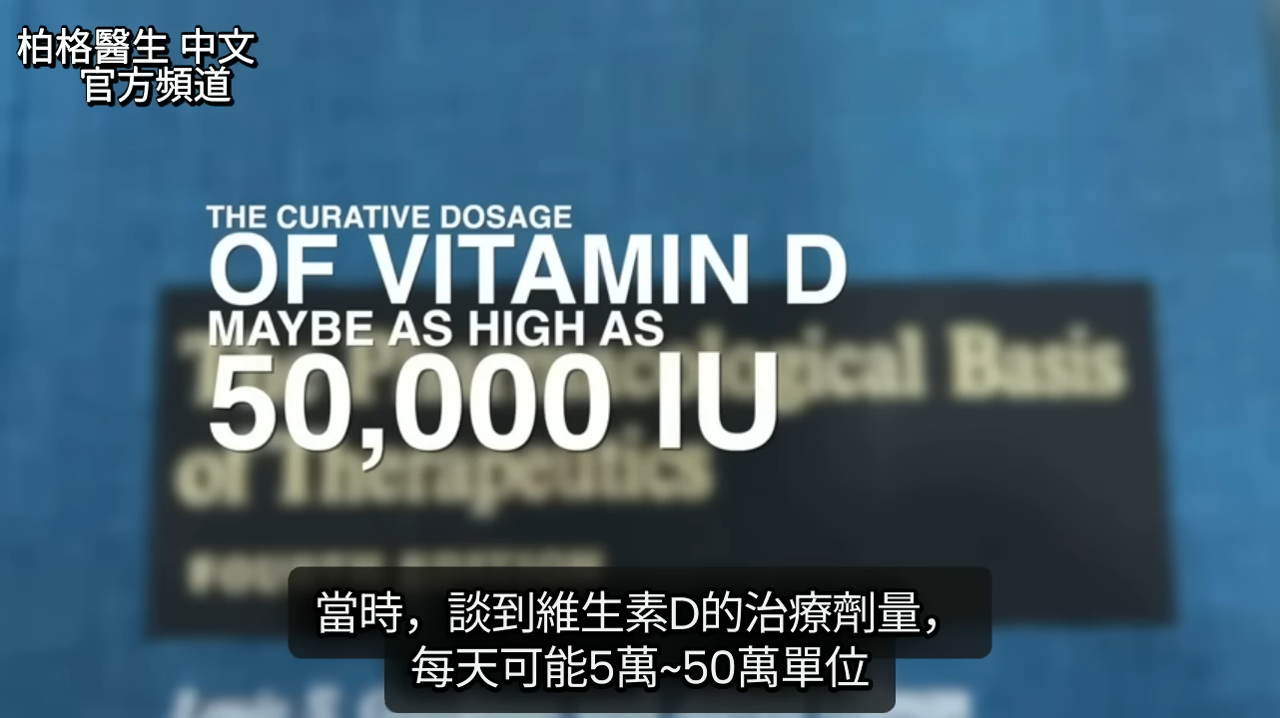 柏格醫生 中文
官方頻道
THE CURATIVE DOSAGE
OF VITAMIN D
MAYBE AS HIGH AS
50,000 IU
Basis
of Therapeutics
當時，談到維生素D的治療劑量，
每天可能5萬~50萬單位